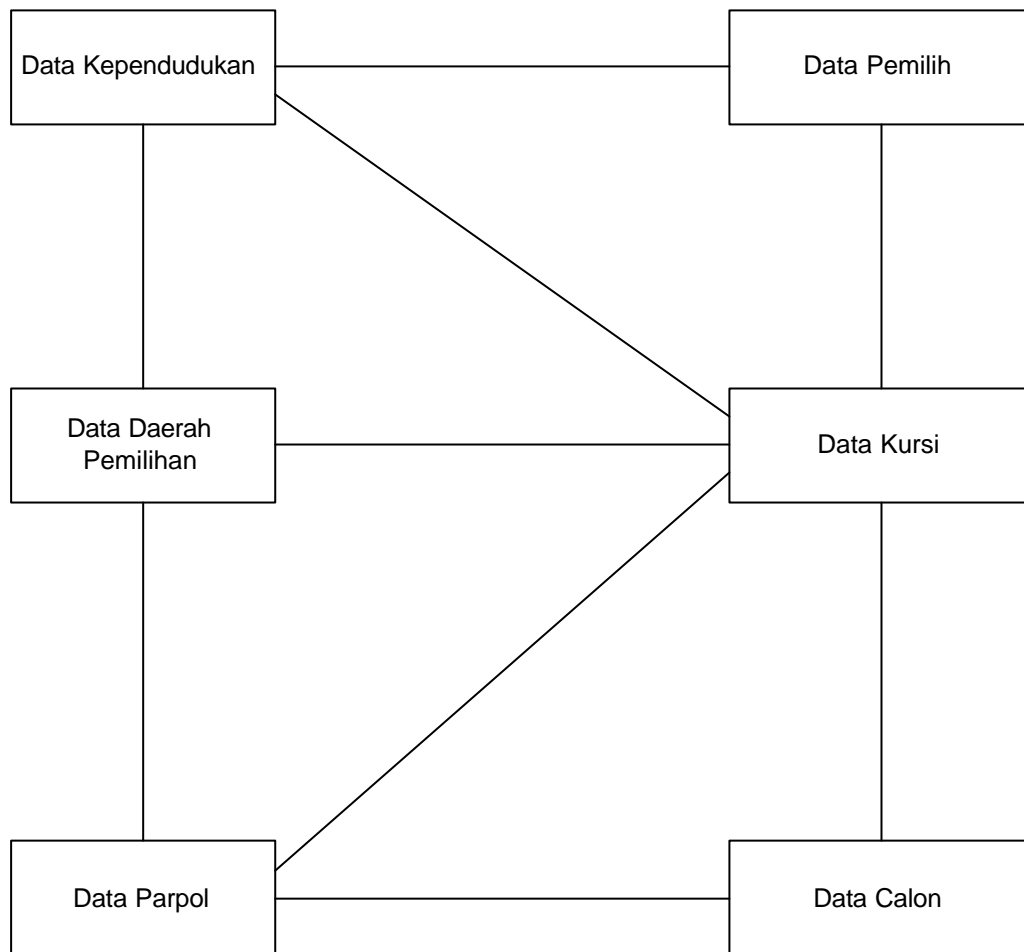 Data Kependudukan
Data Pemilih
Data Daerah
Pemilihan
Data Kursi
Data Parpol
Data Calon